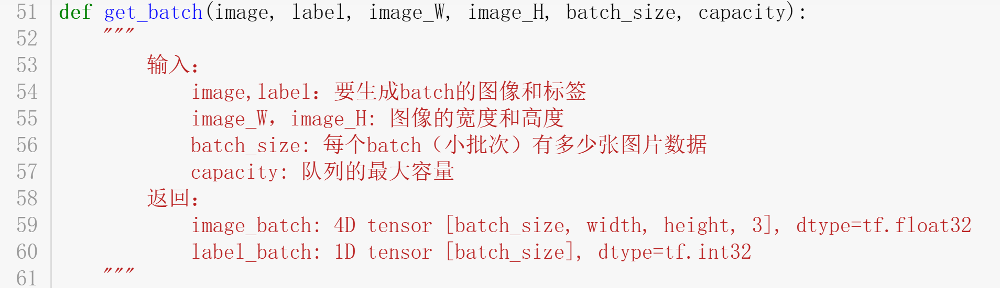 51 def get_batch(image, label, image_W, image_H, batch_size, capacity):
52 """
53 输入：
54 image,label：要生成batch的图像和标签
55 image_W，image_H: 图像的宽度和高度
56 batch_size: 每个batch（小批次）有多少张图片数据
57 capacity: 队列的最大容量
58 返回：
59 image_batch: 4D tensor [batch_size, width, height, 3], dtype=tf.float32
60 label_batch: 1D tensor [batch_size], dtype=tf.int32
61 """